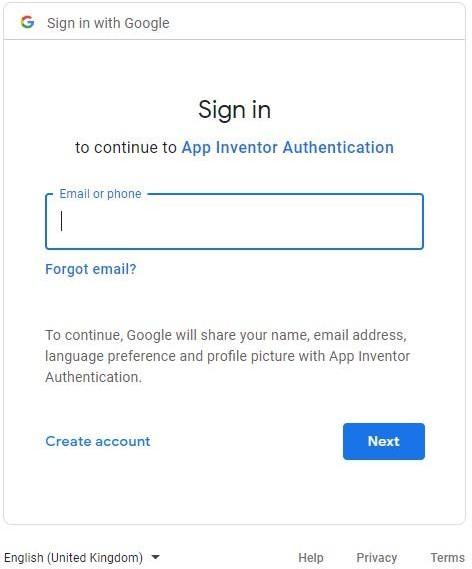 Sign in with Google
Sign in
to continue to App Inventor Authentication
Email or phone
Forgot email?
To continue, Google will share your name, email address,
language preference and profile picture with App Inventor
Authentication.
Create account
Next
English (United Kingdom)
Help
Privacy
Terms